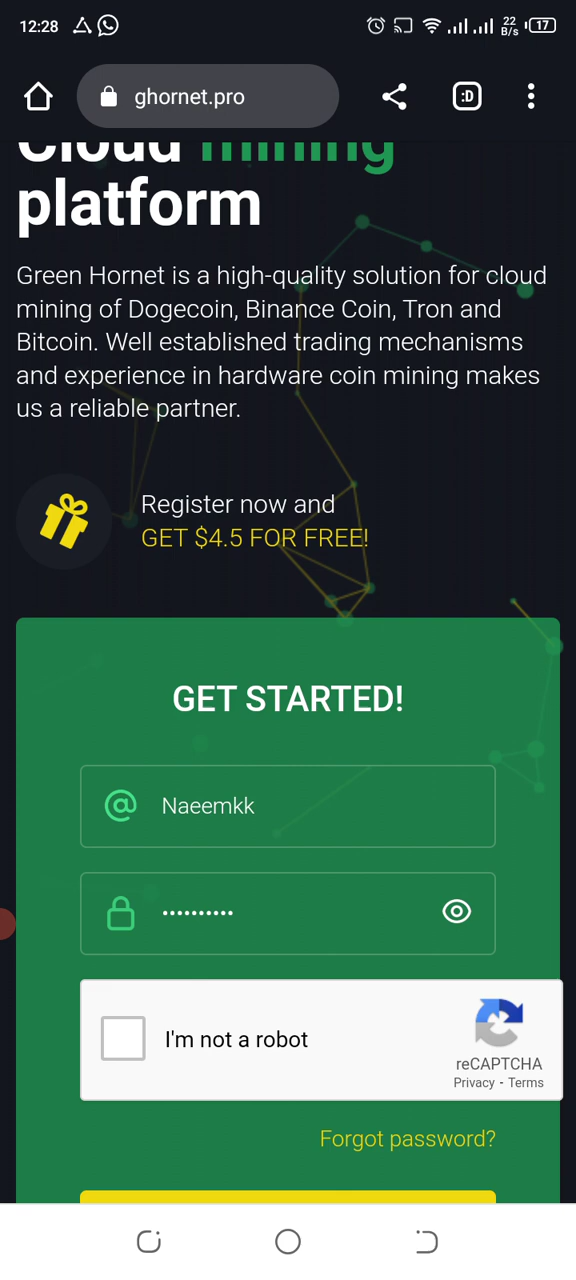 12:28
22
B/s
17
ghornet.pro
:D
Cloud mining
platform
Green Hornet is a high-quality solution for cloud
mining of Dogecoin, Binance Coin, Tron and
Bitcoin. Well established trading mechanisms
and experience in hardware coin mining makes
us a reliable partner.
Register now and
GET $4.5 FOR FREE!
GET STARTED!
@ Naeemkk
••••••••••
I'm not a robot
reCAPTCHA
Privacy - Terms
Forgot password?